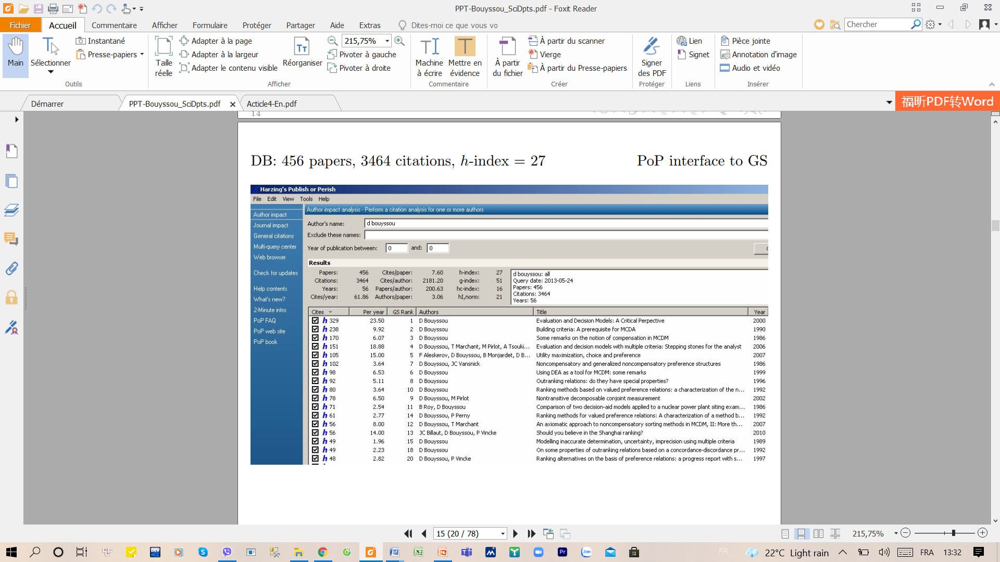 PPT-Bouyssou_SciDpts.pdf - Foxit Reader
Fichier Accueil Commentaire Afficher Formulaire Protéger Partager Aide Extras Dites-moi ce que vous vo Chercher
Main
Sélectionner
Instantané
Presse-papiers
Outils
Taille
réelle
Adapter à la page
Adapter à la largeur
Adapter le contenu visible
Réorganiser
215,75%
Pivoter à gauche
Pivoter à droite
Afficher
Machine
à écrire
Mettre en
évidence
Commentaire
À partir
du fichier
À partir du scanner
Vierge
À partir du Presse-papiers
Créer
Signer
des PDF
Protéger
Lien
Signet
Liens
Pièce jointe
Annotation d'image
Audio et vidéo
Insérer
Démarrer PPT-Bouyssou_SciDpts.pdf Acticle4-En.pdf 福昕PDF转Word
14
DB: 456 papers, 3464 citations, h-index = 27 PoP interface to GS
Harzing's Publish or Perish
File Edit View Tools Help
Author impact
Journal impact
General citations
Multi-query center
Web browser
Check for updates
Help contents
What's new?
2-Minute intro
PoP FAQ
PoP web site
PoP book
Author impact analysis - Perform a citation analysis for one or more authors
Author's name: d bouyssou
Exclude these names:
Year of publication between: 0 and: 0
Results
Papers: 456 Cites/paper: 7.60 h-index: 27
Citations: 3464 Cites/author: 2181.20 g-index: 51
Years: 56 Papers/author: 200.63 hc-index: 16
Cites/year: 61.86 Authors/paper: 3.06 hI,norm: 21
d bouyssou: all
Query date: 2013-05-24
Papers: 456
Citations: 3464
Years: 56
Cites Per year GS Rank Authors Title Year
h 329 23.50 1 D Bouyssou Evaluation and Decision Models: A Critical Perpective 2000
h 238 9.92 2 D Bouyssou Building criteria: A prerequisite for MCDA 1990
h 170 6.07 3 D Bouyssou Some remarks on the notion of compensation in MCDM 1986
h 151 18.88 4 D Bouyssou, T Marchant, M Pirlot, A Tsouki... Evaluation and decision models with multiple criteria: Stepping stones for the analyst 2006
h 105 15.00 5 F Aleskerov, D Bouyssou, B Monjardet, D B... Utility maximization, choice and preference 2007
h 102 3.64 7 D Bouyssou, JC Vansnick Noncompensatory and generalized noncompensatory preference structures 1986
h 98 6.53 6 D Bouyssou Using DEA as a tool for MCDM: some remarks 1999
h 92 5.11 8 D Bouyssou Outranking relations: do they have special properties? 1996
h 80 3.64 10 D Bouyssou Ranking methods based on valued preference relations: a characterization of the n... 1992
h 78 6.50 9 D Bouyssou, M Pirlot Nontransitive decomposable conjoint measurement 2002
h 71 2.54 11 B Roy, D Bouyssou Comparison of two decision-aid models applied to a nuclear power plant siting exam... 1986
h 61 2.77 14 D Bouyssou, P Perny Ranking methods for valued preference relations: A characterization of a method b... 1992
h 56 8.00 12 D Bouyssou, T Marchant An axiomatic approach to noncompensatory sorting methods in MCDM, II: More th... 2007
h 56 14.00 13 JC Billaut, D Bouyssou, P Vincke Should you believe in the Shanghai ranking? 2010
h 49 1.96 15 D Bouyssou Modelling inaccurate determination, uncertainty, imprecision using multiple criteria 1989
h 49 2.23 18 D Bouyssou On some properties of outranking relations based on a concordance-discordance pr... 1992
h 48 2.82 20 D Bouyssou, P Vincke Ranking alternatives on the basis of preference relations: a progress report with s... 1997
15 (20 / 78) 215,75%
22°C Light rain FRA 13:32